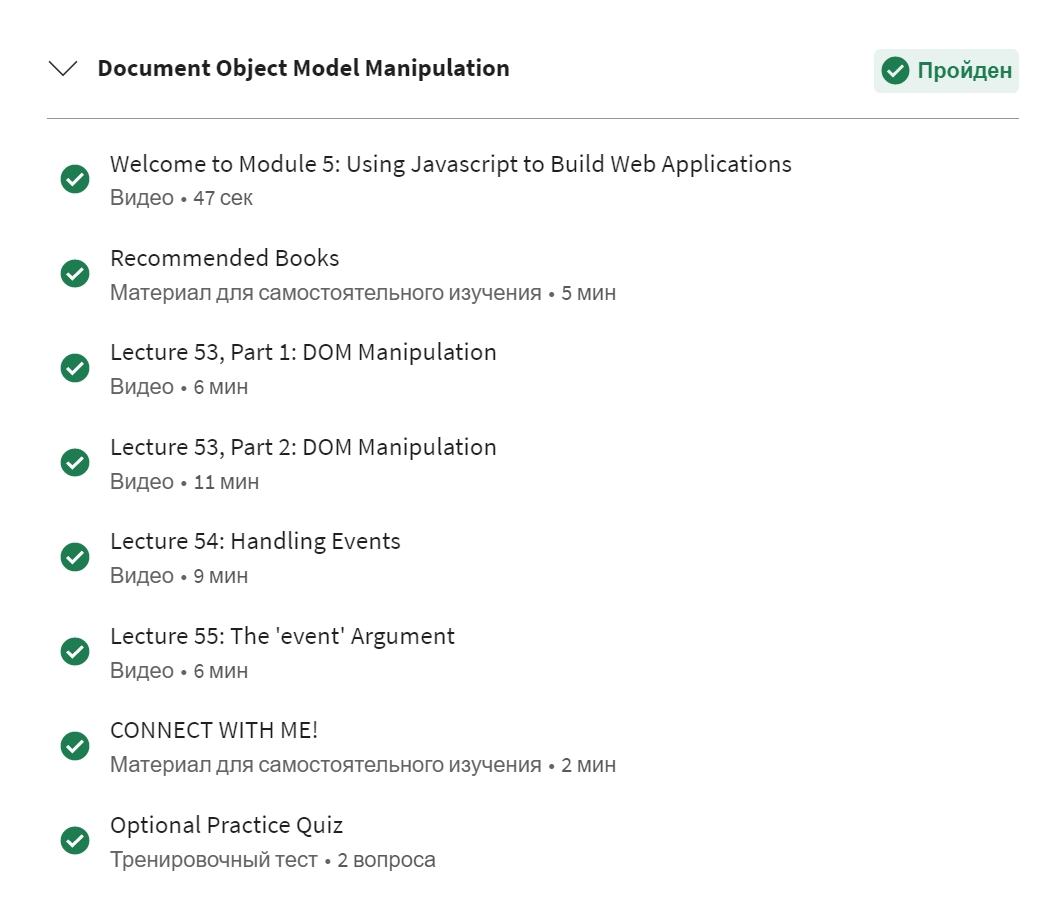 Document Object Model Manipulation
Пройден
Welcome to Module 5: Using Javascript to Build Web Applications
Видео • 47 сек
Recommended Books
Материал для самостоятельного изучения • 5 мин
Lecture 53, Part 1: DOM Manipulation
Видео • 6 мин
Lecture 53, Part 2: DOM Manipulation
Видео • 11 мин
Lecture 54: Handling Events
Видео • 9 мин
Lecture 55: The 'event' Argument
Видео • 6 мин
CONNECT WITH ME!
Материал для самостоятельного изучения • 2 мин
Optional Practice Quiz
Тренировочный тест • 2 вопроса